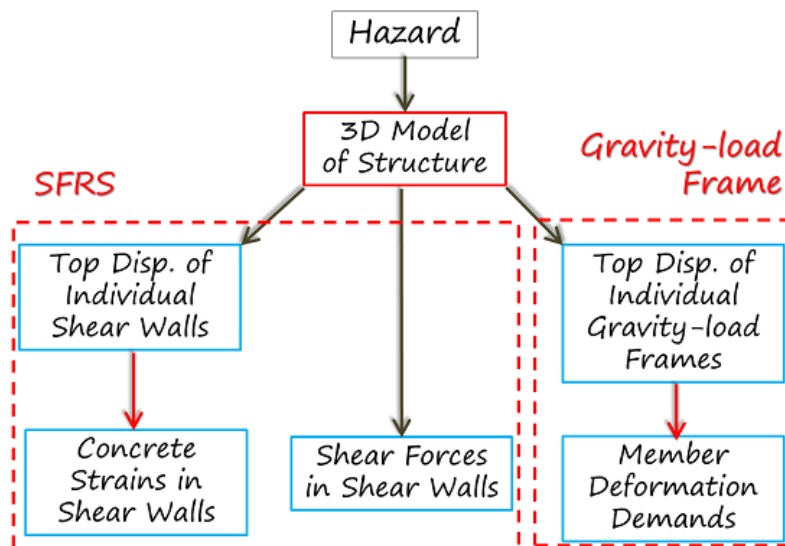 Hazard
3D Model
of Structure
SFRS
Gravity-load
Frame
Top Disp. of
Individual
Shear Walls
Top Disp. of
Individual
Gravity-load
Frames
Concrete
Strains in
Shear Walls
Shear Forces
in Shear Walls
Member
Deformation
Demands